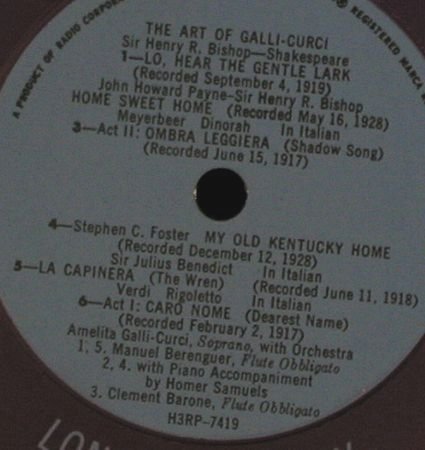 THE ART OF GALLI-CURCI
Sir Henry R. Bishop—Shakespeare
1—LO, HEAR THE GENTLE LARK
(Recorded September 4, 1919)
John Howard Payne-Sir Henry R. Bishop
HOME SWEET HOME (Recorded May 16, 1928)
Meyerbeer Dinorah In Italian
3—Act II: OMBRA LEGGIERA (Shadow Song)
(Recorded June 15, 1917)
4—Stephen C. Foster MY OLD KENTUCKY HOME
(Recorded December 12, 1928)
Sir Julius Benedict In Italian
5—LA CAPINERA (The Wren) (Recorded June 11, 1918)
Verdi Rigoletto In Italian
6—Act I: CARO NOME (Dearest Name)
(Recorded February 2, 1917)
Amelita Galli-Curci, Soprano, with Orchestra
1, 5. Manuel Berenguer, Flute Obbligato
2, 4. with Piano Accompaniment
by Homer Samuels
3. Clement Barone, Flute Obbligato
H3RP-7419
A PRODUCT OF RADIO CORPOR
® REGISTERED MARCA
LON